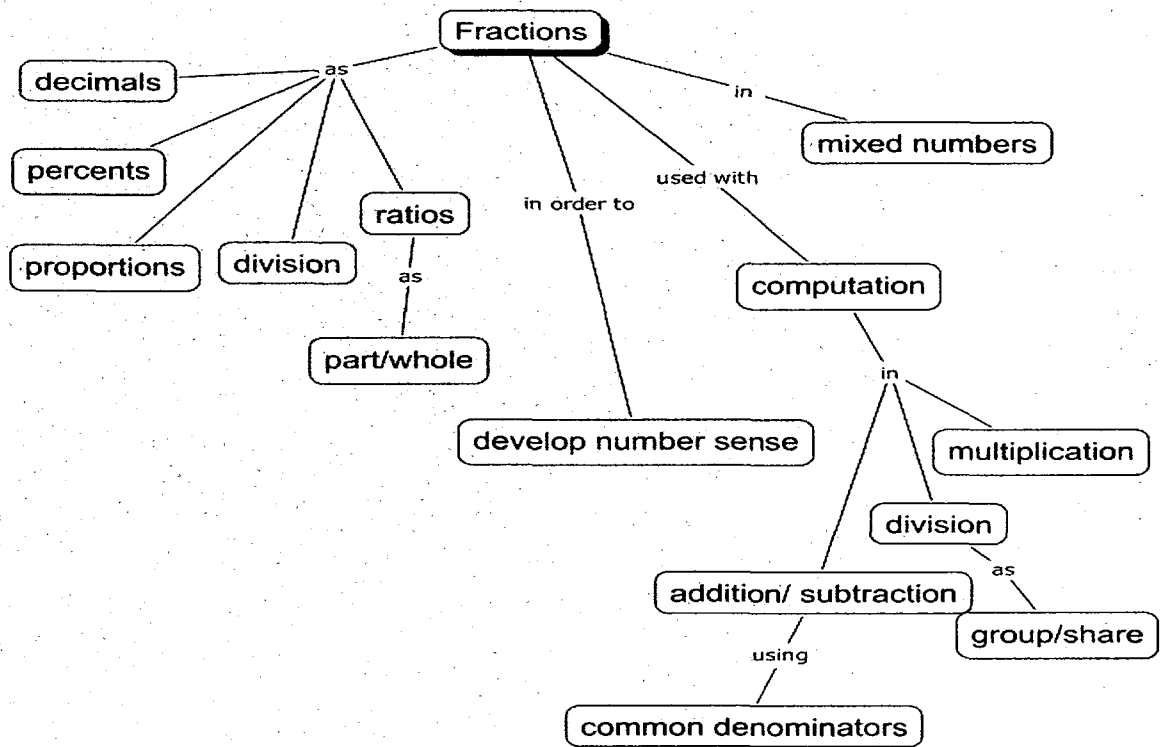 Fractions
decimals
as
in
mixed numbers
percents
used with
ratios
in order to
proportions
division
as
computation
part/whole
in
develop number sense
multiplication
division
as
addition/ subtraction
group/share
using
common denominators